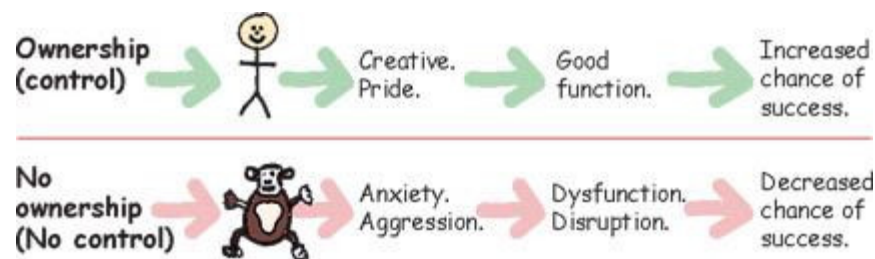 Ownership
(control)
Creative.
Pride.
Good
function.
Increased
chance of
success.
No
ownership
(No control)
Anxiety.
Aggression.
Dysfunction.
Disruption.
Decreased
chance of
success.